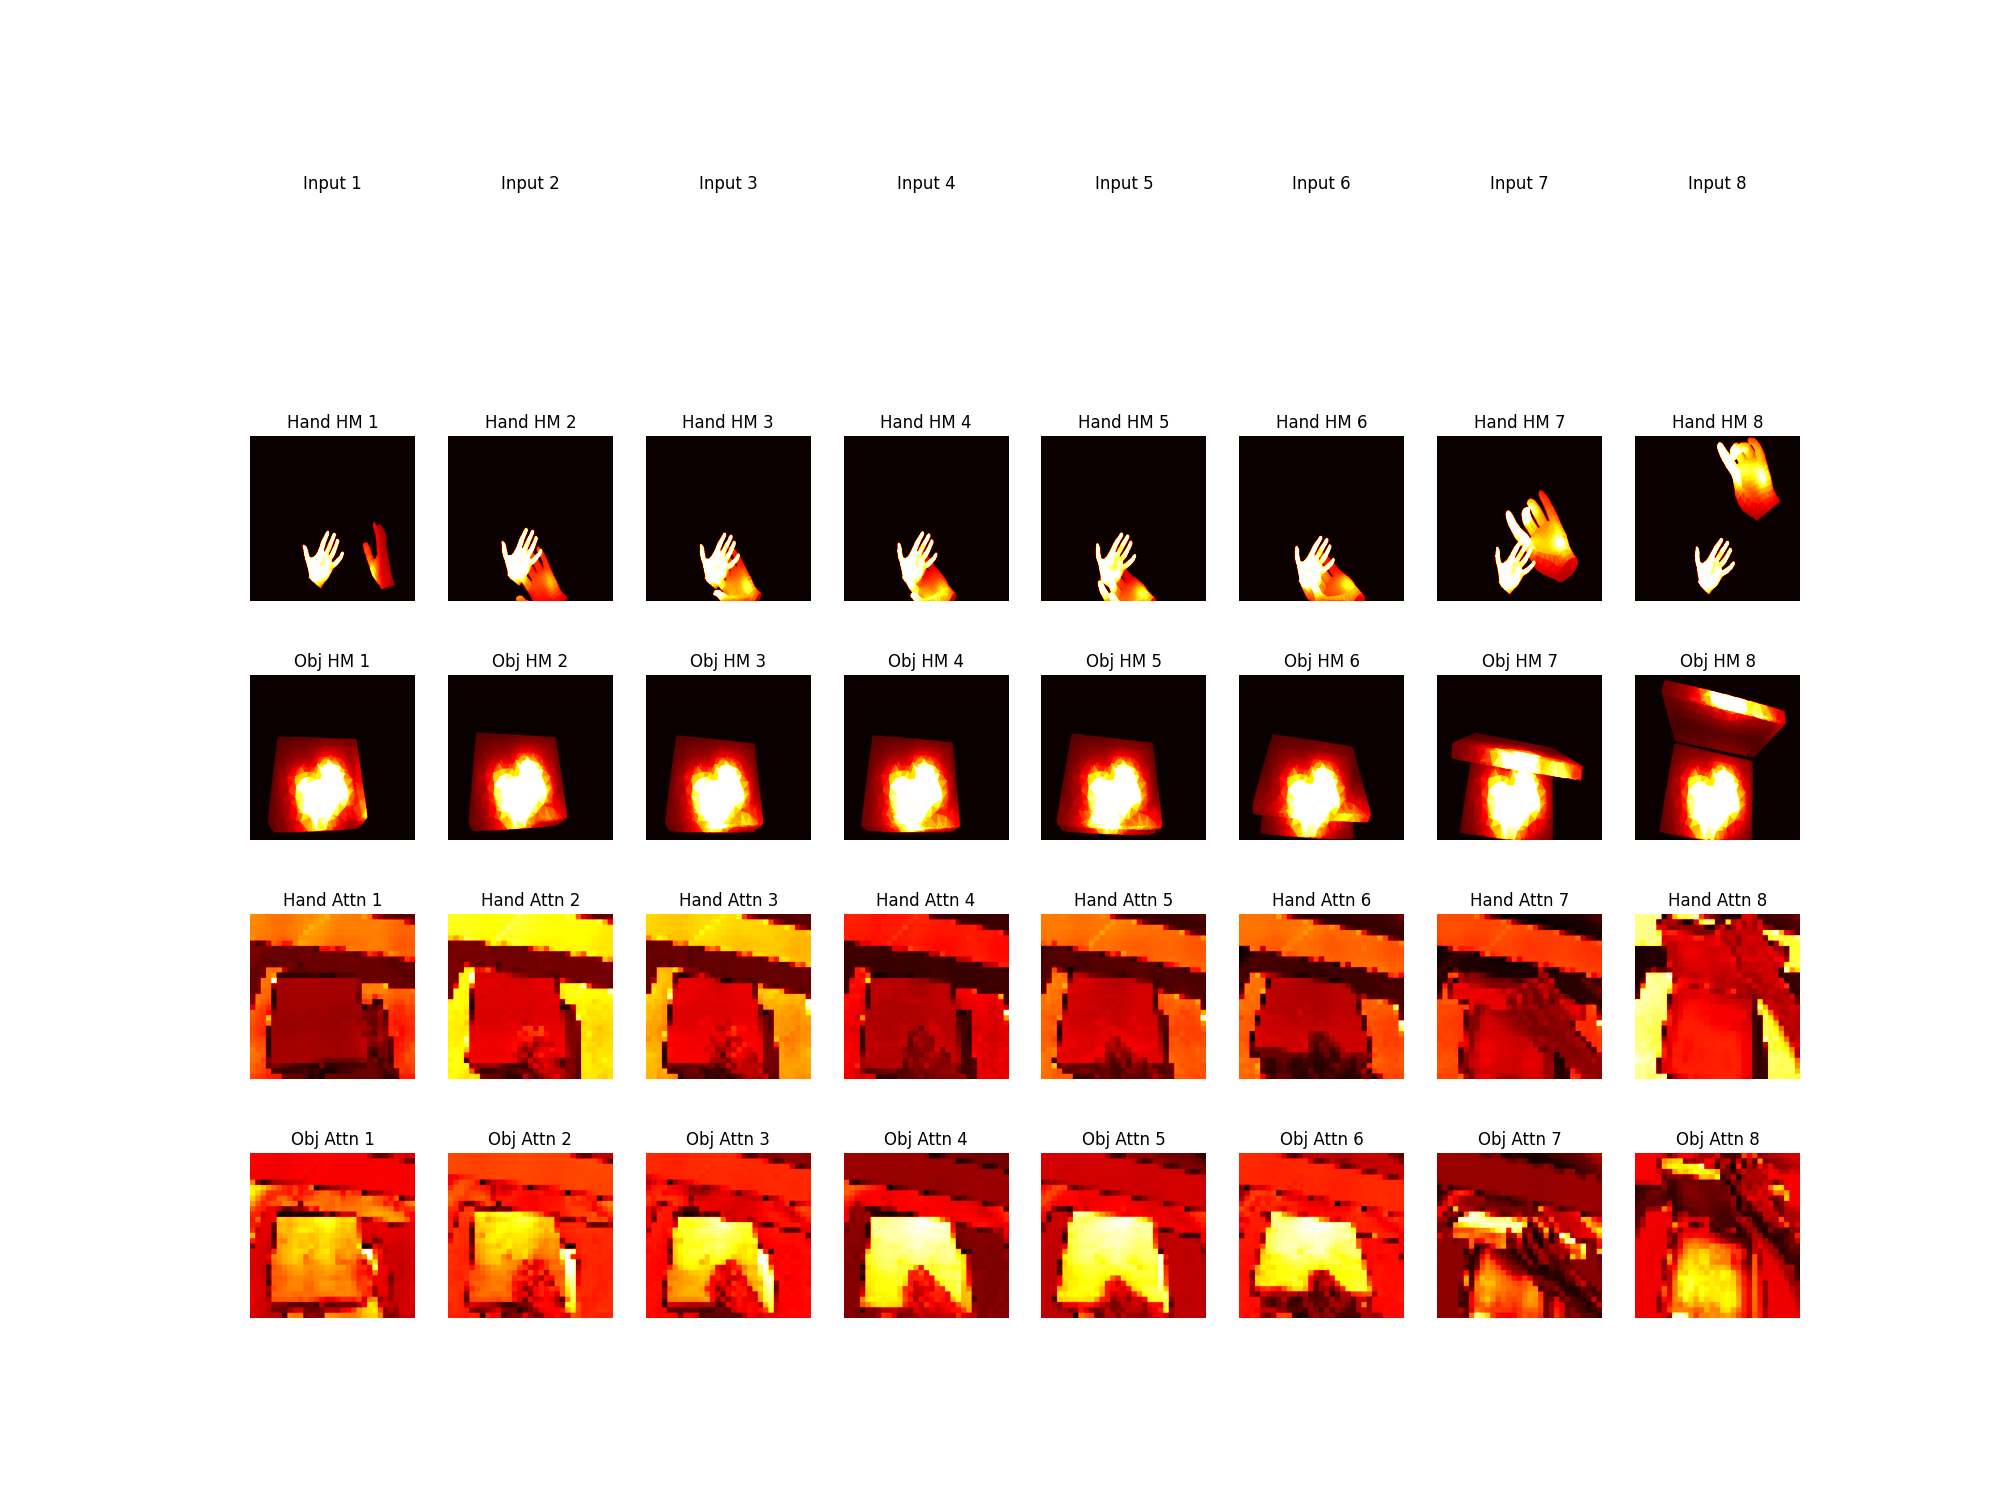 Input 1 Input 2 Input 3 Input 4 Input 5 Input 6 Input 7 Input 8
Hand HM 1 Hand HM 2 Hand HM 3 Hand HM 4 Hand HM 5 Hand HM 6 Hand HM 7 Hand HM 8
Obj HM 1 Obj HM 2 Obj HM 3 Obj HM 4 Obj HM 5 Obj HM 6 Obj HM 7 Obj HM 8
Hand Attn 1 Hand Attn 2 Hand Attn 3 Hand Attn 4 Hand Attn 5 Hand Attn 6 Hand Attn 7 Hand Attn 8
Obj Attn 1 Obj Attn 2 Obj Attn 3 Obj Attn 4 Obj Attn 5 Obj Attn 6 Obj Attn 7 Obj Attn 8